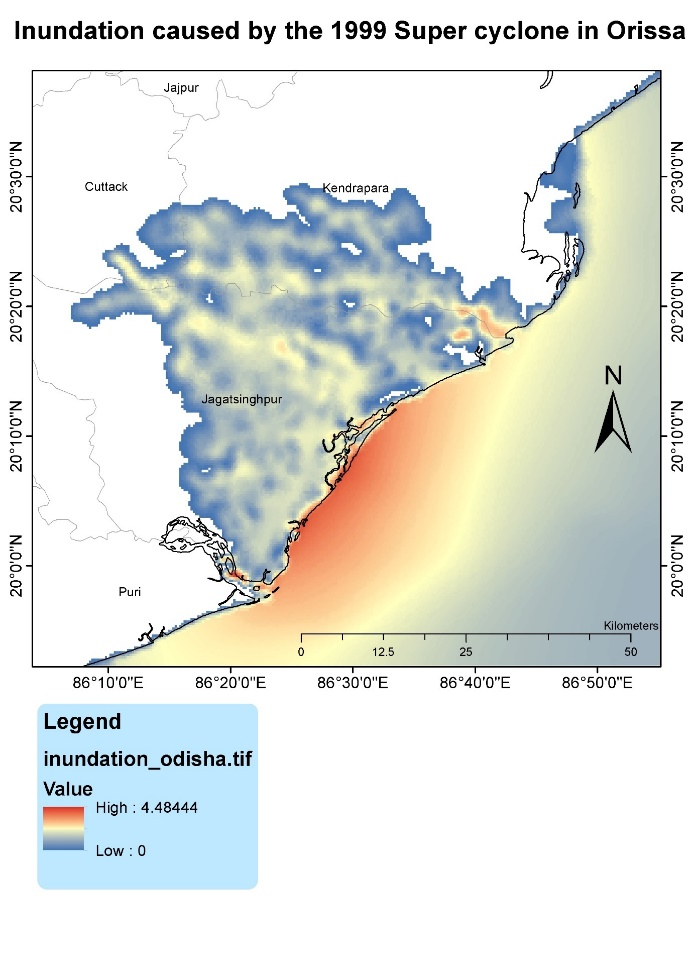 Inundation caused by the 1999 Super cyclone in Orissa
Jajpur
Cuttack
Kendrapara
Jagatsinghpur
Puri
N
20°30'0"N
20°20'0"N
20°10'0"N
20°0'0"N
20°30'0"N
20°20'0"N
20°10'0"N
20°0'0"N
Kilometers
0 12.5 25 50
86°10'0"E 86°20'0"E 86°30'0"E 86°40'0"E 86°50'0"E
Legend
inundation_odisha.tif
Value
High : 4.48444
Low : 0